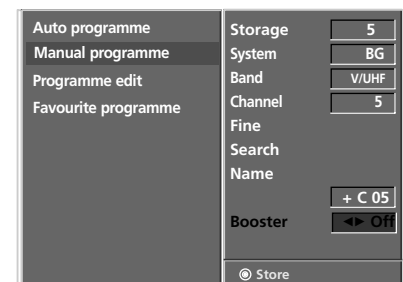 Auto programme
Manual programme
Programme edit
Favourite programme
Storage 5
System BG
Band V/UHF
Channel 5
Fine
Search
Name
+ C 05
Booster ◄► Off
◉ Store